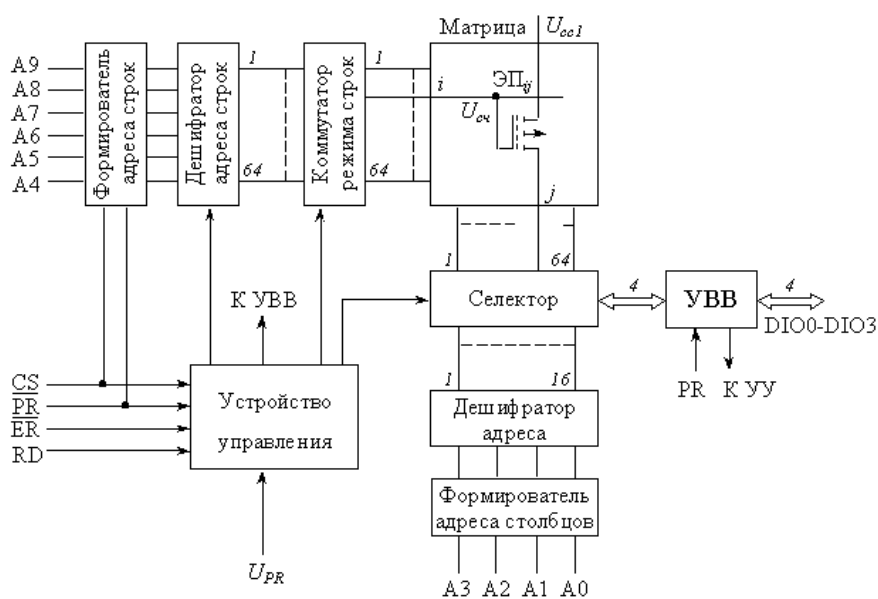 Матрица
U_cc1
A9
A8
A7
A6
A5
A4
Формирователь
адреса строк
Дешифратор
адреса строк
1
64
Коммутатор
режима строк
1
64
i
ЭП_ij
U_сч
j
1
64
Селектор
4
УВВ
4
DIO0-DIO3
PR
К УУ
К УВВ
CS
PR
ER
RD
Устройство
управления
U_PR
1
16
Дешифратор
адреса
Формирователь
адреса столбцов
A3
A2
A1
A0